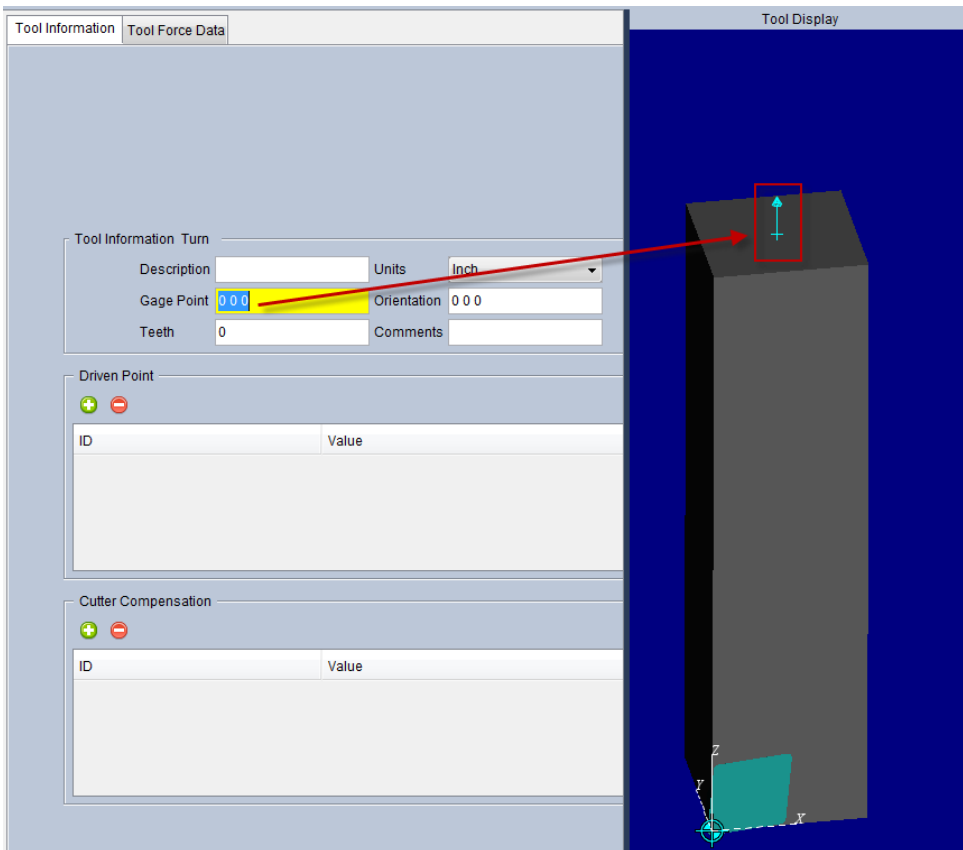 Tool Information Tool Force Data
Tool Display
Tool Information Turn
Description Units Inch
Gage Point 0 0 0 Orientation 0 0 0
Teeth 0 Comments
Driven Point
ID Value
Cutter Compensation
ID Value
Z
Y
X